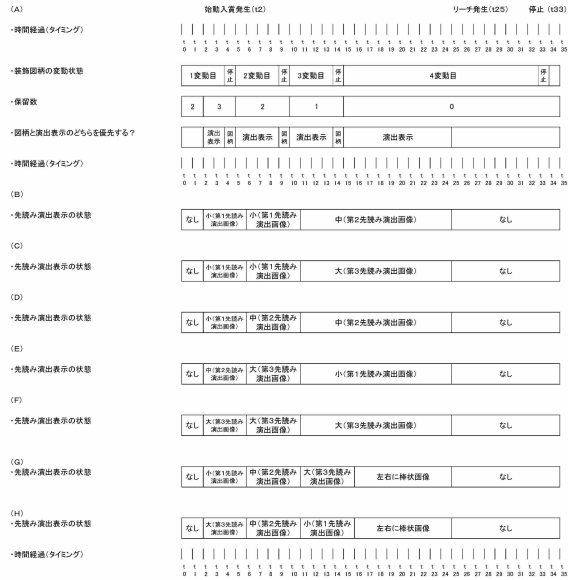 (A) 始動入賞発生(t2) リーチ発生(t25) 停止 (t33)
・時間経過(タイミング)
t t t t t t t t t t t t t t t t t t t t t t t t t t t t t t t t t t t t
0 1 2 3 4 5 6 7 8 9 10 11 12 13 14 15 16 17 18 19 20 21 22 23 24 25 26 27 28 29 30 31 32 33 34 35
・装飾図柄の変動状態 1変動目 停止 2変動目 停止 3変動目 停止 4変動目 停止
・保留数 2 3 2 1 0
・図柄と演出表示のどちらを優先する? 演出表示 図柄 演出表示 図柄 演出表示 図柄 演出表示
・時間経過(タイミング)
t t t t t t t t t t t t t t t t t t t t t t t t t t t t t t t t t t t t
0 1 2 3 4 5 6 7 8 9 10 11 12 13 14 15 16 17 18 19 20 21 22 23 24 25 26 27 28 29 30 31 32 33 34 35
(B)
・先読み演出表示の状態 なし 小(第1先読み演出画像) 小(第1先読み演出画像) 中(第2先読み演出画像) なし
(C)
・先読み演出表示の状態 なし 小(第1先読み演出画像) 小(第1先読み演出画像) 大(第3先読み演出画像) なし
(D)
・先読み演出表示の状態 なし 小(第1先読み演出画像) 中(第2先読み演出画像) 中(第2先読み演出画像) なし
(E)
・先読み演出表示の状態 なし 中(第2先読み演出画像) 大(第3先読み演出画像) 小(第1先読み演出画像) なし
(F)
・先読み演出表示の状態 なし 大(第3先読み演出画像) 大(第3先読み演出画像) 大(第3先読み演出画像) なし
(G)
・先読み演出表示の状態 なし 小(第1先読み演出画像) 中(第2先読み演出画像) 大(第3先読み演出画像) 左右に棒状画像 なし
(H)
・先読み演出表示の状態 なし 大(第3先読み演出画像) 中(第2先読み演出画像) 小(第1先読み演出画像) 左右に棒状画像 なし
・時間経過(タイミング)
t t t t t t t t t t t t t t t t t t t t t t t t t t t t t t t t t t t t
0 1 2 3 4 5 6 7 8 9 10 11 12 13 14 15 16 17 18 19 20 21 22 23 24 25 26 27 28 29 30 31 32 33 34 35